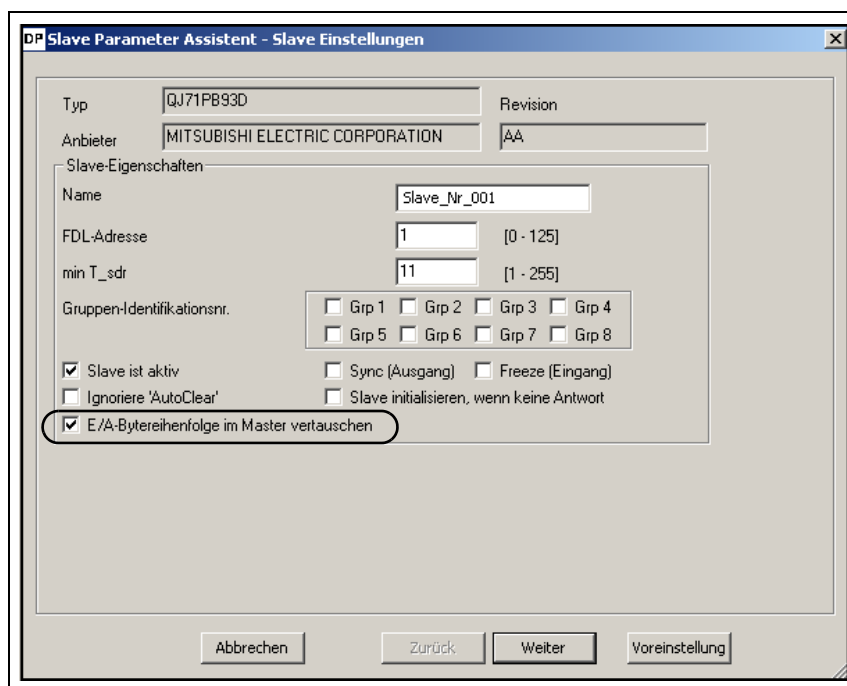 DP Slave Parameter Assistent - Slave Einstellungen
Typ QJ71PB93D Revision
Anbieter MITSUBISHI ELECTRIC CORPORATION AA
Slave-Eigenschaften
Name Slave_Nr_001
FDL-Adresse 1 [0 - 125]
min T_sdr 11 [1 - 255]
Gruppen-Identifikationsnr. Grp 1 Grp 2 Grp 3 Grp 4
Grp 5 Grp 6 Grp 7 Grp 8
Slave ist aktiv Sync (Ausgang) Freeze (Eingang)
Ignoriere 'AutoClear' Slave initialisieren, wenn keine Antwort
E/A-Bytereihenfolge im Master vertauschen
Abbrechen Zurück Weiter Voreinstellung